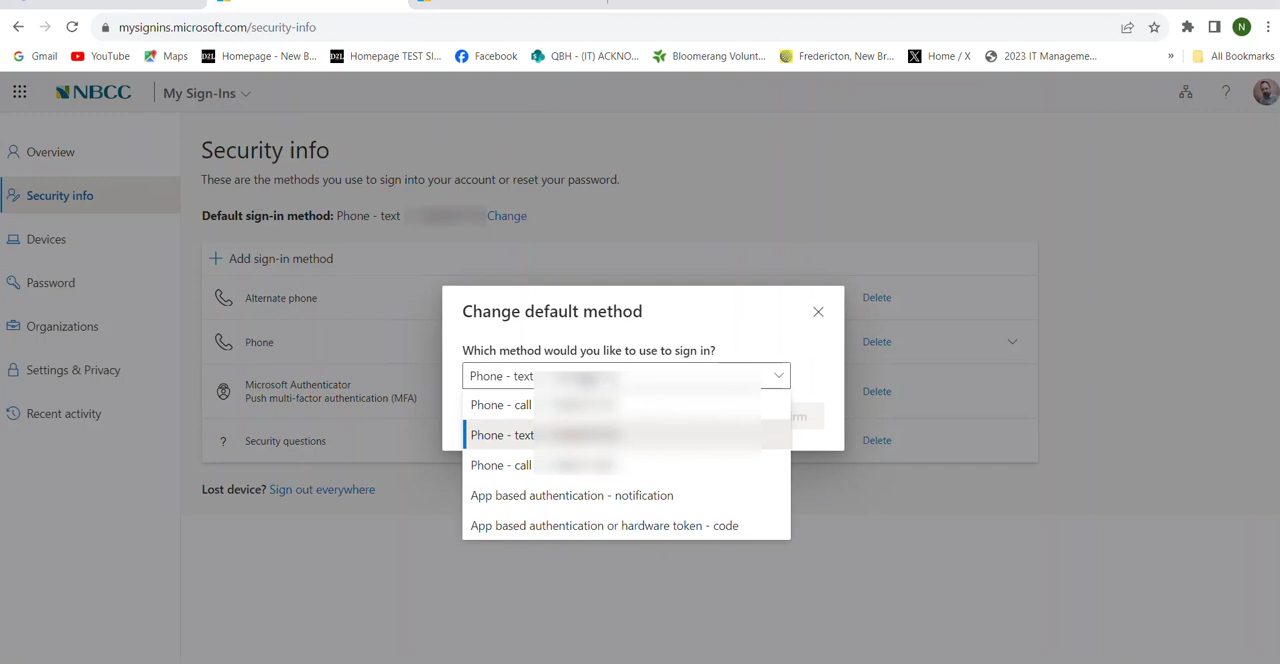 mysignins.microsoft.com/security-info
N
Gmail
YouTube
Maps
D2L
Homepage - New B...
D2L
Homepage TEST Sl...
Facebook
QBH - (IT) ACKNO...
Bloomerang Volunt...
Fredericton, New Br...
Home / X
2023 IT Manageme...
»
All Bookmarks
NBCC
My Sign-Ins
?
Overview
Security info
Devices
Password
Organizations
Settings & Privacy
Recent activity
Security info
These are the methods you use to sign into your account or reset your password.
Default sign-in method: Phone - text Change
+ Add sign-in method
Alternate phone
Delete
Phone
Delete
Microsoft Authenticator
Push multi-factor authentication (MFA)
Delete
? Security questions
Delete
Lost device? Sign out everywhere
Change default method
Which method would you like to use to sign in?
Phone - text
Phone - call
Phone - text
Phone - call
App based authentication - notification
App based authentication or hardware token - code